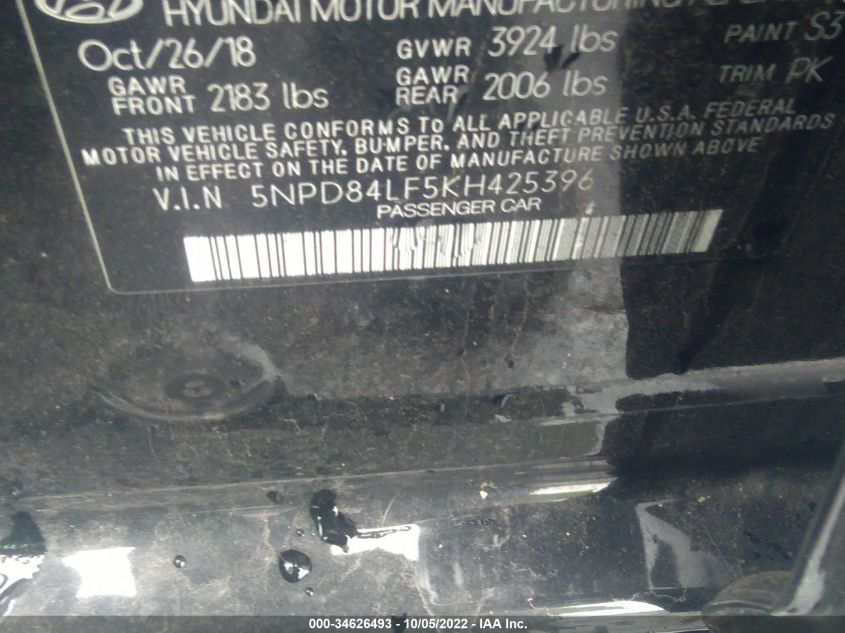 HYUNDAI MOTOR MANUFACTURING
Oct/26/18 GVWR 3924 lbs PAINT S3
GAWR FRONT 2183 lbs GAWR REAR 2006 lbs TRIM PK
THIS VEHICLE CONFORMS TO ALL APPLICABLE U.S.A. FEDERAL
MOTOR VEHICLE SAFETY, BUMPER, AND THEFT PREVENTION STANDARDS
IN EFFECT ON THE DATE OF MANUFACTURE SHOWN ABOVE
V.I.N 5NPD84LF5KH425396
PASSENGER CAR
000-34626493 - 10/05/2022 - IAA Inc.